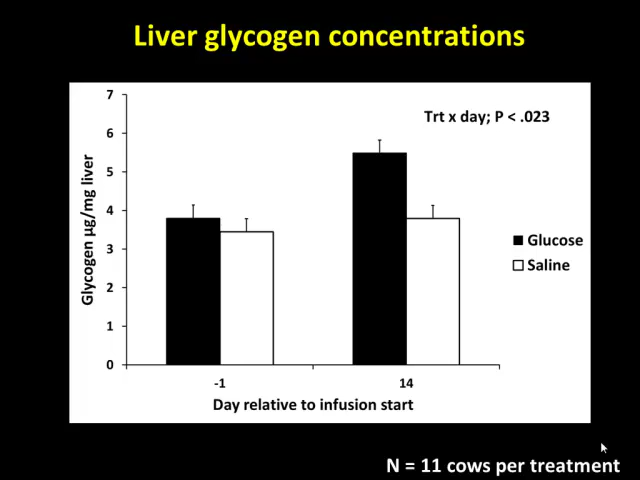 Liver glycogen concentrations
Trt x day; P < .023
7
6
5
4
3
2
1
0
Glycogen µg/mg liver
-1
14
Day relative to infusion start
Glucose
Saline
N = 11 cows per treatment